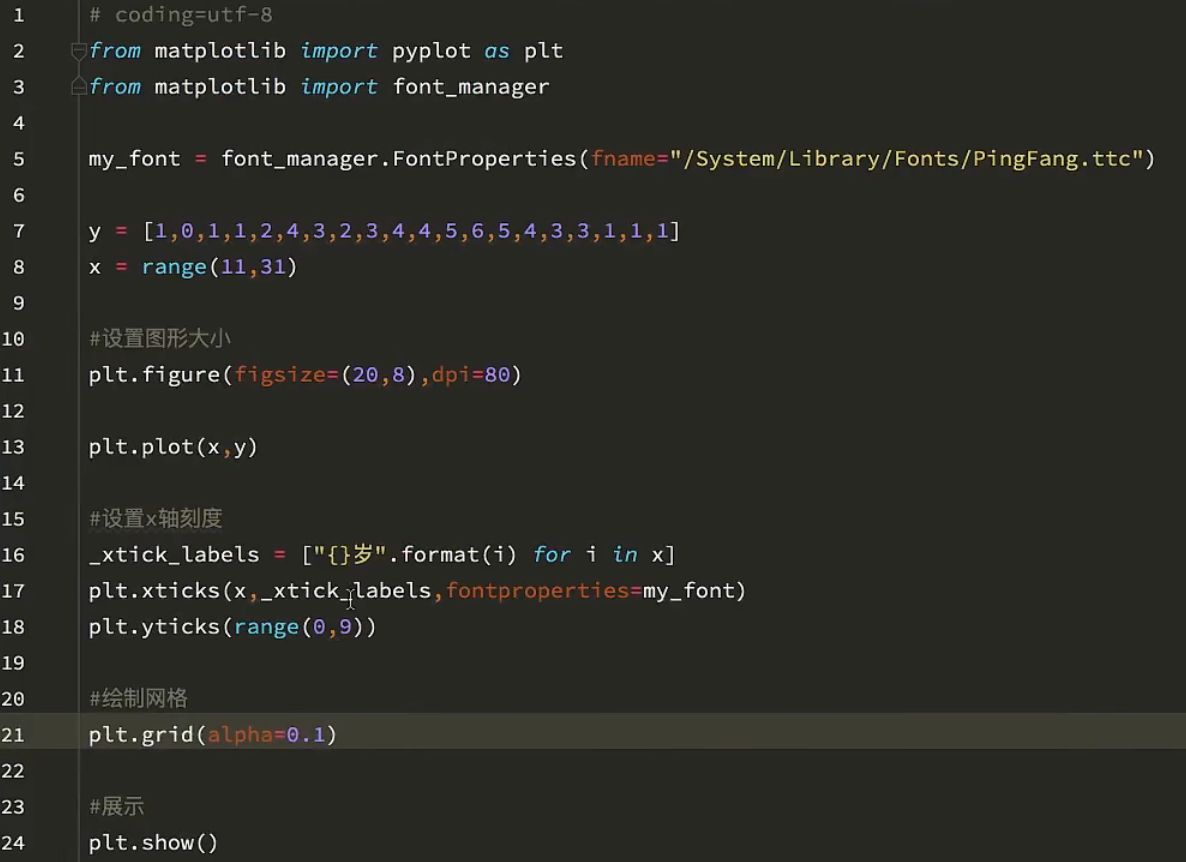 1 # coding=utf-8
2 from matplotlib import pyplot as plt
3 from matplotlib import font_manager
4
5 my_font = font_manager.FontProperties(fname="/System/Library/Fonts/PingFang.ttc")
6
7 y = [1,0,1,1,2,4,3,2,3,4,4,5,6,5,4,3,3,1,1,1]
8 x = range(11,31)
9
10 #设置图形大小
11 plt.figure(figsize=(20,8),dpi=80)
12
13 plt.plot(x,y)
14
15 #设置x轴刻度
16 _xtick_labels = ["{}岁".format(i) for i in x]
17 plt.xticks(x,_xtick_labels,fontproperties=my_font)
18 plt.yticks(range(0,9))
19
20 #绘制网格
21 plt.grid(alpha=0.1)
22
23 #展示
24 plt.show()